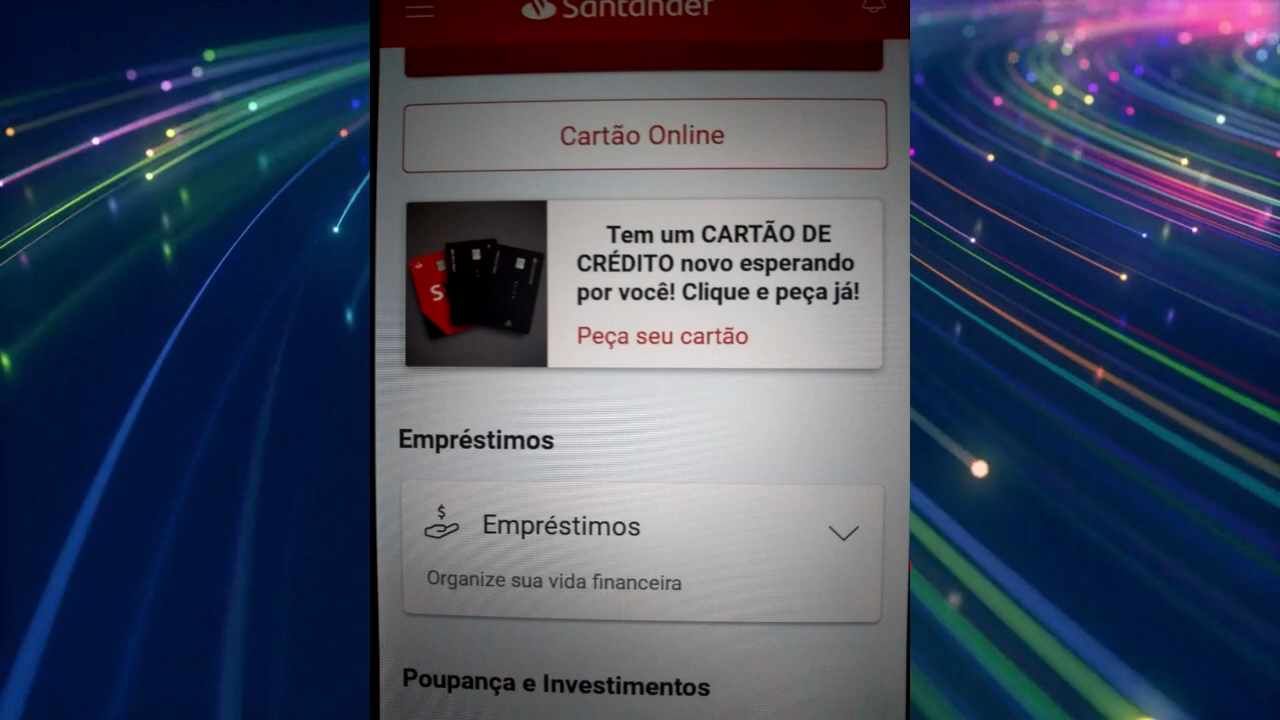 Santander
Cartão Online
Tem um CARTÃO DE
CRÉDITO novo esperando
por você! Clique e peça já!
Peça seu cartão
Empréstimos
$
Empréstimos
Organize sua vida financeira
Poupança e Investimentos